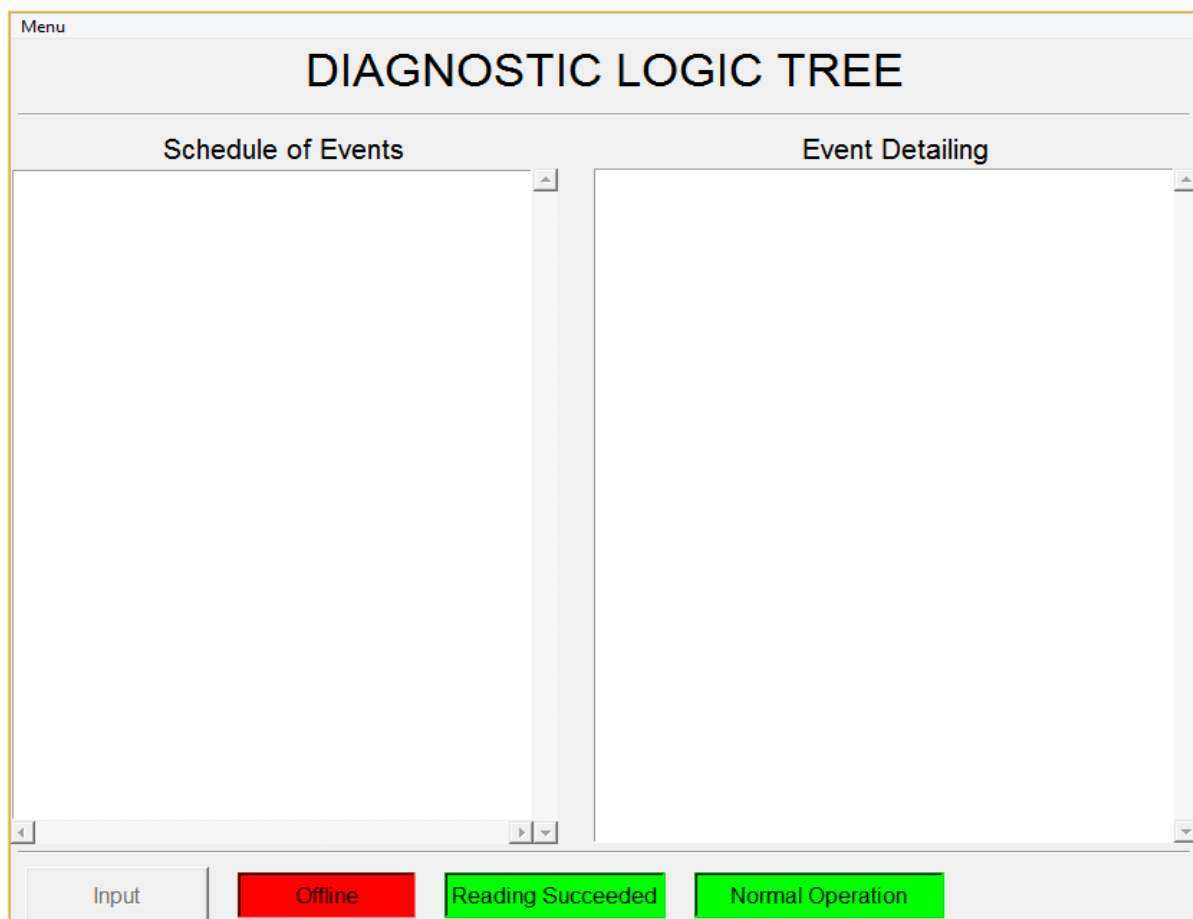 Menu
DIAGNOSTIC LOGIC TREE
Schedule of Events
Event Detailing
Input
Offline
Reading Succeeded
Normal Operation